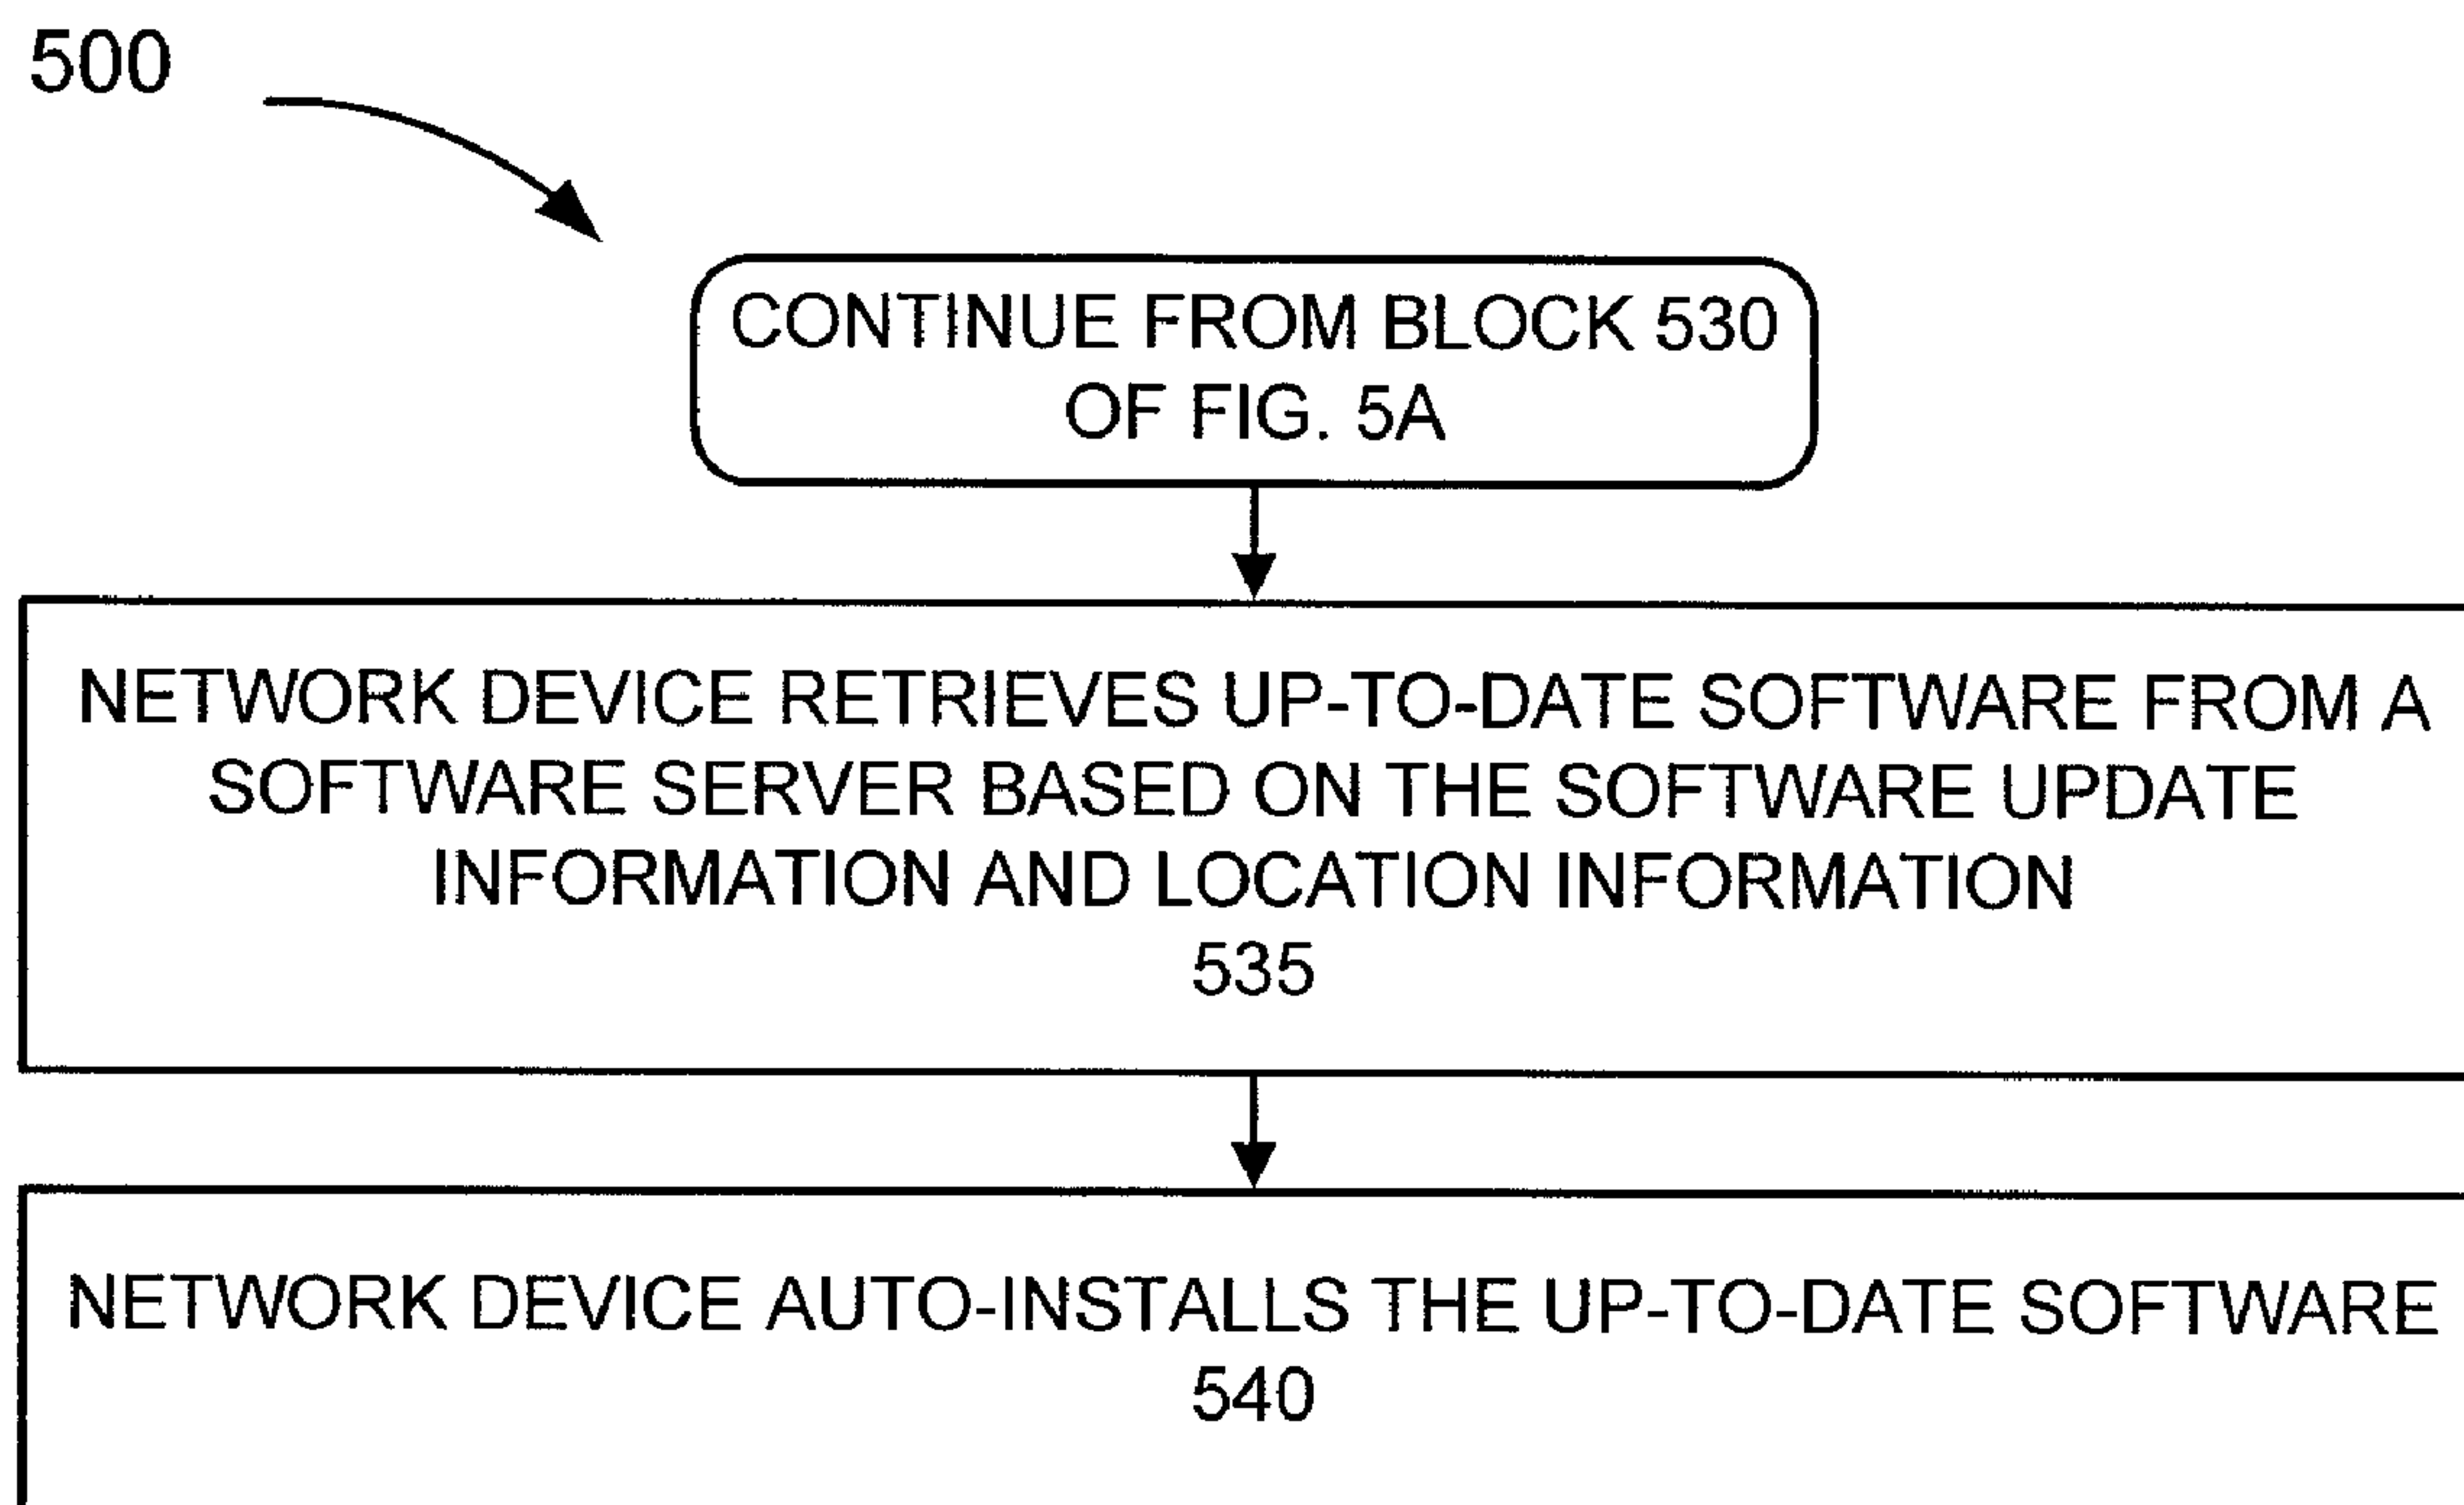 500
CONTINUE FROM BLOCK 530
OF FIG. 5A
NETWORK DEVICE RETRIEVES UP-TO-DATE SOFTWARE FROM A
SOFTWARE SERVER BASED ON THE SOFTWARE UPDATE
INFORMATION AND LOCATION INFORMATION
535
NETWORK DEVICE AUTO-INSTALLS THE UP-TO-DATE SOFTWARE
540